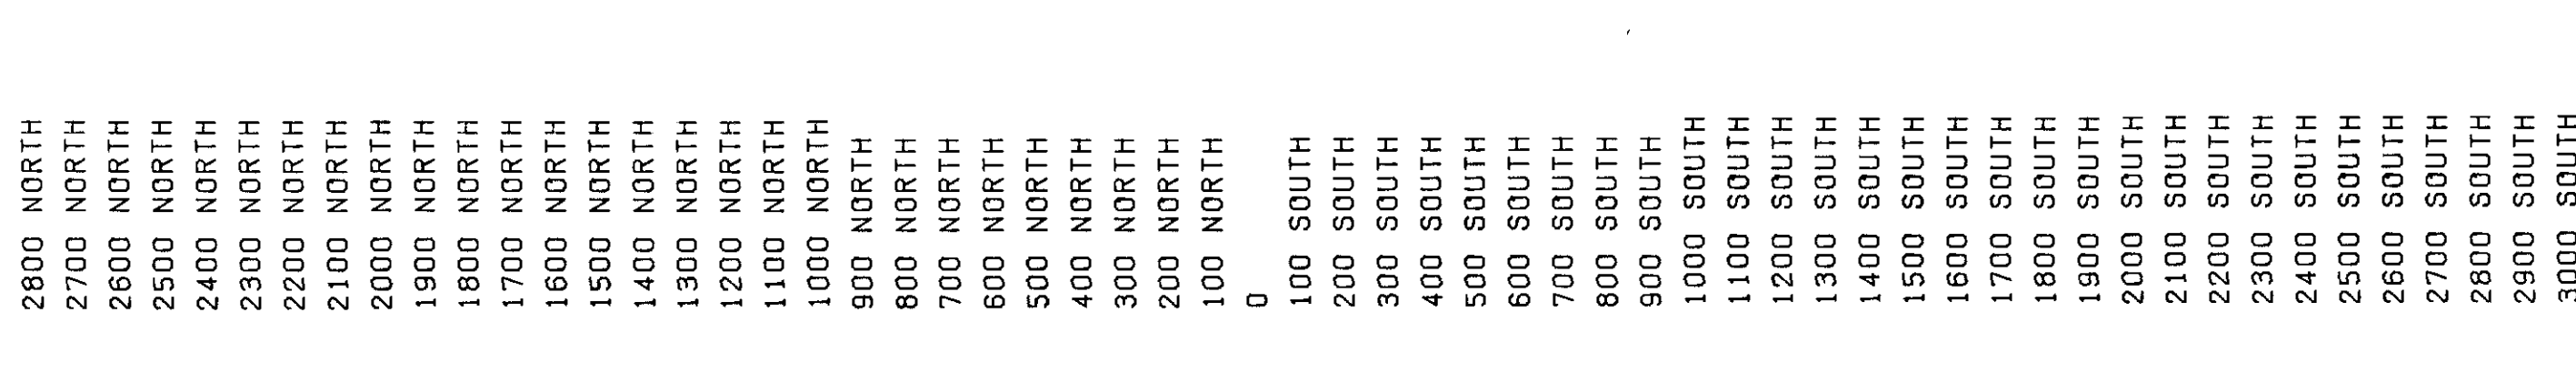 2800 NORTH
2700 NORTH
2600 NORTH
2500 NORTH
2400 NORTH
2300 NORTH
2200 NORTH
2100 NORTH
2000 NORTH
1900 NORTH
1800 NORTH
1700 NORTH
1600 NORTH
1500 NORTH
1400 NORTH
1300 NORTH
1200 NORTH
1100 NORTH
1000 NORTH
900 NORTH
800 NORTH
700 NORTH
600 NORTH
500 NORTH
400 NORTH
300 NORTH
200 NORTH
100 NORTH
0
100 SOUTH
200 SOUTH
300 SOUTH
400 SOUTH
500 SOUTH
600 SOUTH
700 SOUTH
800 SOUTH
900 SOUTH
1000 SOUTH
1100 SOUTH
1200 SOUTH
1300 SOUTH
1400 SOUTH
1500 SOUTH
1600 SOUTH
1700 SOUTH
1800 SOUTH
1900 SOUTH
2000 SOUTH
2100 SOUTH
2200 SOUTH
2300 SOUTH
2400 SOUTH
2500 SOUTH
2600 SOUTH
2700 SOUTH
2800 SOUTH
2900 SOUTH
3000 SOUTH